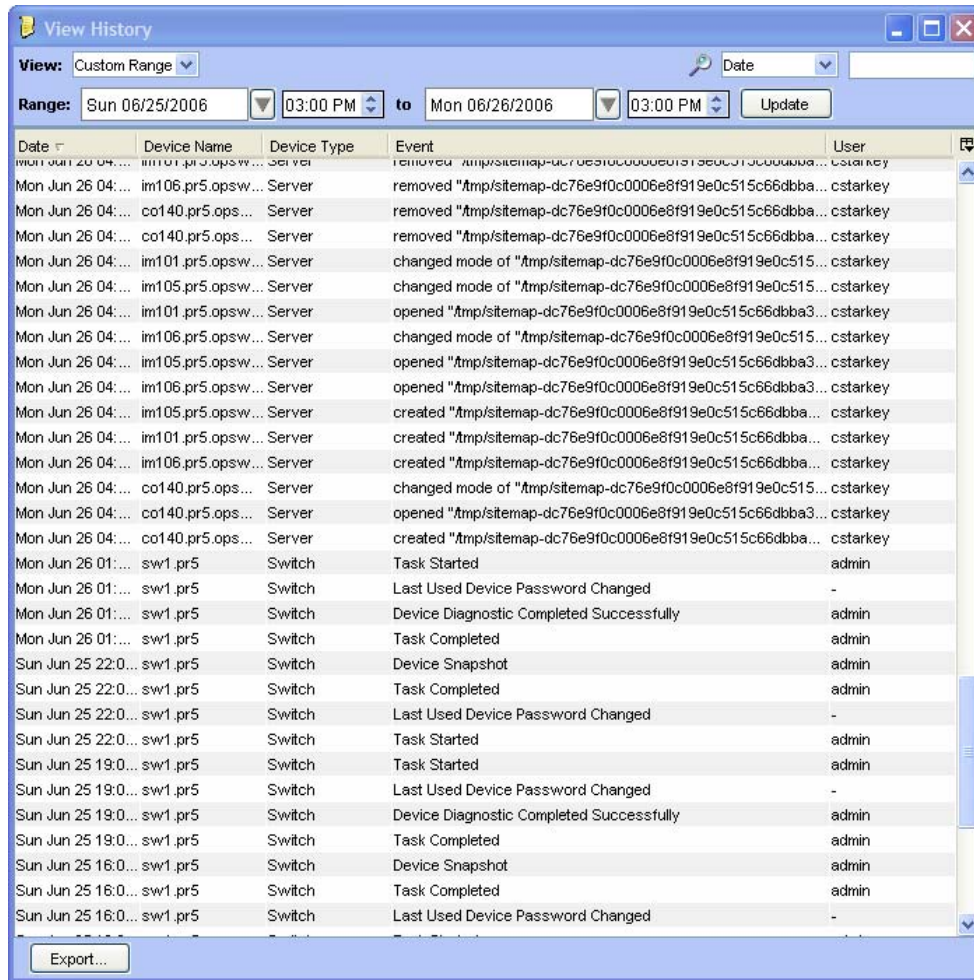 View History
View: Custom Range Date
Range: Sun 06/25/2006 03:00 PM to Mon 06/26/2006 03:00 PM Update
Date Device Name Device Type Event User
Mon Jun 26 04:... im101.pr5.opsw... Server removed "/tmp/sitemap-dc76e9f0c0006e8f919e0c515c66dbba... cstarkey
Mon Jun 26 04:... im106.pr5.opsw... Server removed "/tmp/sitemap-dc76e9f0c0006e8f919e0c515c66dbba... cstarkey
Mon Jun 26 04:... co140.pr5.ops... Server removed "/tmp/sitemap-dc76e9f0c0006e8f919e0c515c66dbba... cstarkey
Mon Jun 26 04:... co140.pr5.ops... Server removed "/tmp/sitemap-dc76e9f0c0006e8f919e0c515c66dbba... cstarkey
Mon Jun 26 04:... im101.pr5.opsw... Server changed mode of "/tmp/sitemap-dc76e9f0c0006e8f919e0c515... cstarkey
Mon Jun 26 04:... im105.pr5.opsw... Server changed mode of "/tmp/sitemap-dc76e9f0c0006e8f919e0c515... cstarkey
Mon Jun 26 04:... im101.pr5.opsw... Server opened "/tmp/sitemap-dc76e9f0c0006e8f919e0c515c66dbba3... cstarkey
Mon Jun 26 04:... im106.pr5.opsw... Server changed mode of "/tmp/sitemap-dc76e9f0c0006e8f919e0c515... cstarkey
Mon Jun 26 04:... im105.pr5.opsw... Server opened "/tmp/sitemap-dc76e9f0c0006e8f919e0c515c66dbba3... cstarkey
Mon Jun 26 04:... im106.pr5.opsw... Server opened "/tmp/sitemap-dc76e9f0c0006e8f919e0c515c66dbba3... cstarkey
Mon Jun 26 04:... im105.pr5.opsw... Server created "/tmp/sitemap-dc76e9f0c0006e8f919e0c515c66dbba... cstarkey
Mon Jun 26 04:... im101.pr5.opsw... Server created "/tmp/sitemap-dc76e9f0c0006e8f919e0c515c66dbba... cstarkey
Mon Jun 26 04:... im106.pr5.opsw... Server created "/tmp/sitemap-dc76e9f0c0006e8f919e0c515c66dbba... cstarkey
Mon Jun 26 04:... co140.pr5.ops... Server changed mode of "/tmp/sitemap-dc76e9f0c0006e8f919e0c515... cstarkey
Mon Jun 26 04:... co140.pr5.ops... Server opened "/tmp/sitemap-dc76e9f0c0006e8f919e0c515c66dbba3... cstarkey
Mon Jun 26 04:... co140.pr5.ops... Server created "/tmp/sitemap-dc76e9f0c0006e8f919e0c515c66dbba... cstarkey
Mon Jun 26 01:... sw1.pr5 Switch Task Started admin
Mon Jun 26 01:... sw1.pr5 Switch Last Used Device Password Changed -
Mon Jun 26 01:... sw1.pr5 Switch Device Diagnostic Completed Successfully admin
Mon Jun 26 01:... sw1.pr5 Switch Task Completed admin
Sun Jun 25 22:0... sw1.pr5 Switch Device Snapshot admin
Sun Jun 25 22:0... sw1.pr5 Switch Task Completed admin
Sun Jun 25 22:0... sw1.pr5 Switch Last Used Device Password Changed -
Sun Jun 25 22:0... sw1.pr5 Switch Task Started admin
Sun Jun 25 19:0... sw1.pr5 Switch Task Started admin
Sun Jun 25 19:0... sw1.pr5 Switch Last Used Device Password Changed -
Sun Jun 25 19:0... sw1.pr5 Switch Device Diagnostic Completed Successfully admin
Sun Jun 25 19:0... sw1.pr5 Switch Task Completed admin
Sun Jun 25 16:0... sw1.pr5 Switch Device Snapshot admin
Sun Jun 25 16:0... sw1.pr5 Switch Task Completed admin
Sun Jun 25 16:0... sw1.pr5 Switch Last Used Device Password Changed -
Export...